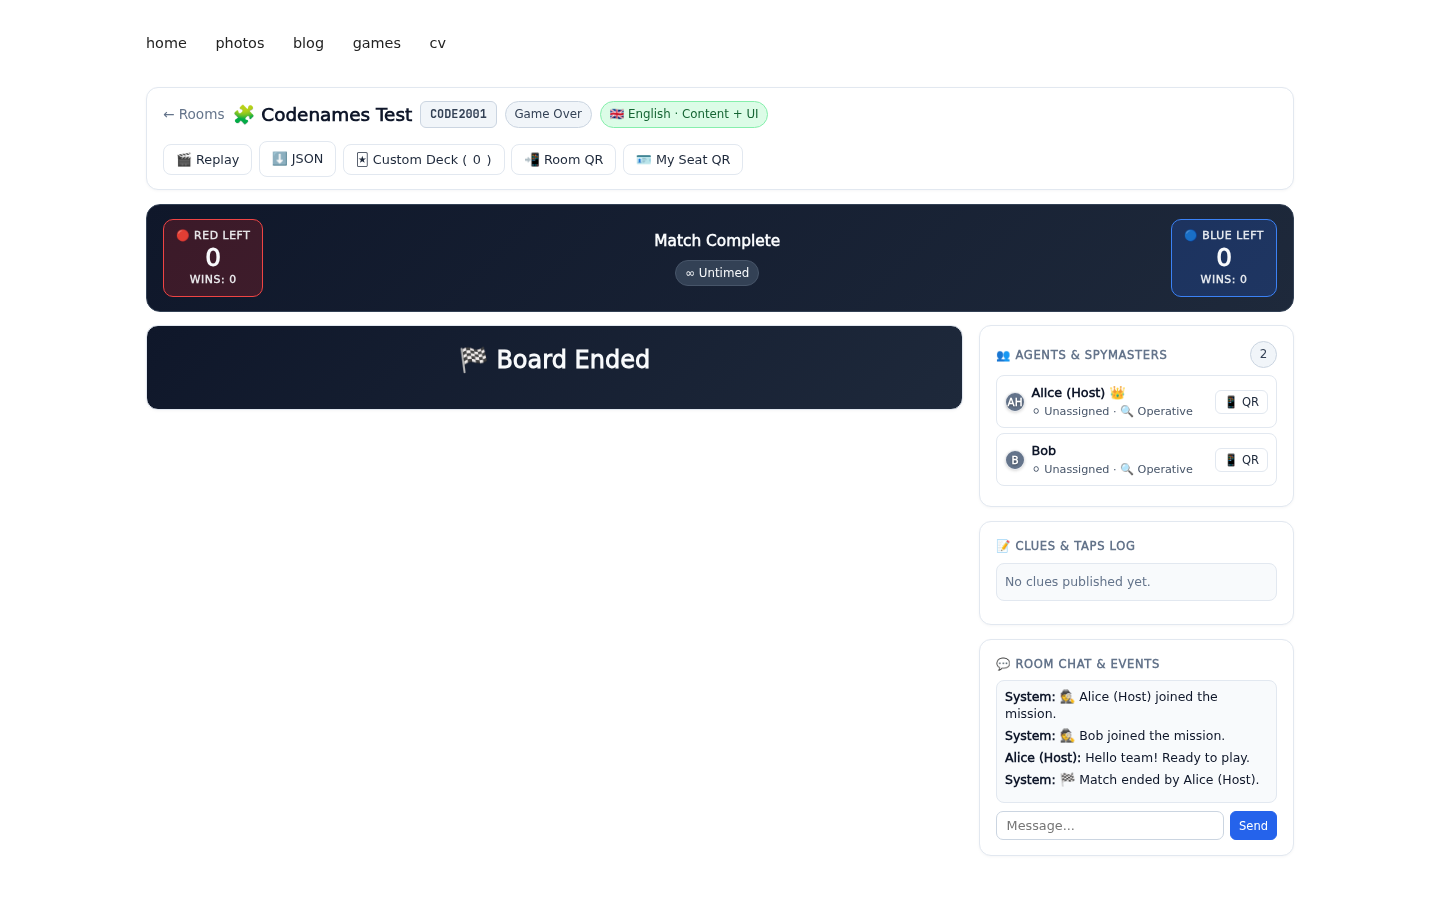 home photos blog games cv
← Rooms 🧩 Codenames Test CODE2001 Game Over 🇬🇧 English · Content + UI
🎬 Replay ⬇️ JSON 🃏 Custom Deck ( 0 ) 📲 Room QR 🪪 My Seat QR
🔴 RED LEFT
0
WINS: 0
Match Complete
∞ Untimed
🔵 BLUE LEFT
0
WINS: 0
🏁 Board Ended
👥 AGENTS & SPYMASTERS 2
AH Alice (Host) 👑
⚪ Unassigned · 🔍 Operative
📱 QR
B Bob
⚪ Unassigned · 🔍 Operative
📱 QR
📝 CLUES & TAPS LOG
No clues published yet.
💬 ROOM CHAT & EVENTS
System: 🕵️ Alice (Host) joined the
mission.
System: 🕵️ Bob joined the mission.
Alice (Host): Hello team! Ready to play.
System: 🏁 Match ended by Alice (Host).
Message... Send